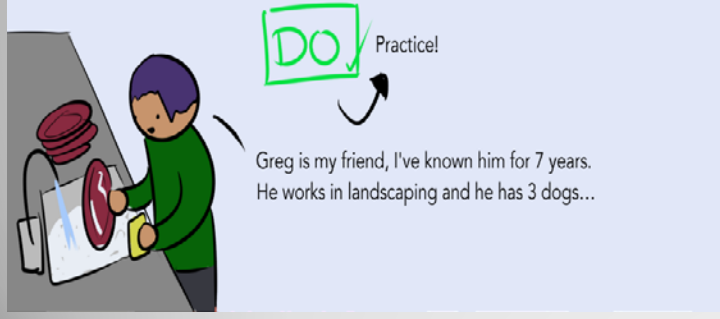 DO
Practice!
Greg is my friend, I've known him for 7 years.
He works in landscaping and he has 3 dogs...